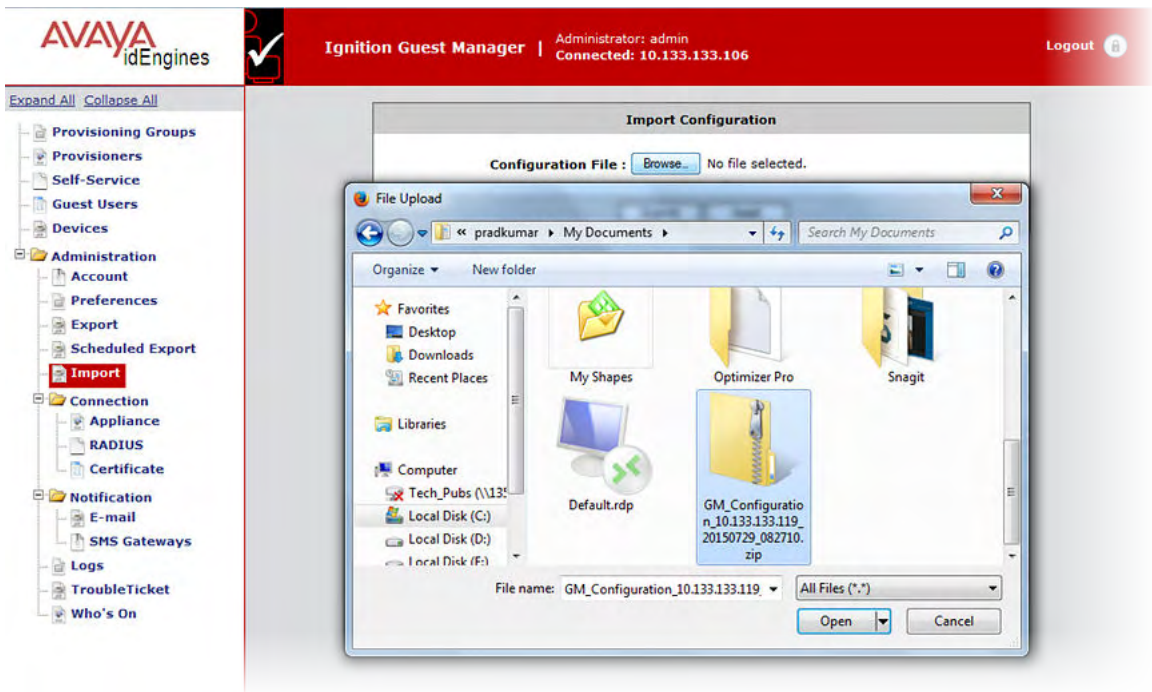 AVAYA
idEngines
Ignition Guest Manager |
Administrator: admin
Connected: 10.133.133.106
Logout
Expand All Collapse All
Provisioning Groups
Provisioners
Self-Service
Guest Users
Devices
Administration
Account
Preferences
Export
Scheduled Export
Import
Connection
Appliance
RADIUS
Certificate
Notification
E-mail
SMS Gateways
Logs
TroubleTicket
Who's On
Import Configuration
Configuration File : Browse... No file selected.
File Upload
« pradkumar My Documents
Search My Documents
Organize New folder
Favorites
Desktop
Downloads
Recent Places
Libraries
Computer
Tech_Pubs (\\135
Local Disk (C:)
Local Disk (D:)
Local Disk (E:)
My Shapes
Optimizer Pro
Snagit
Default.rdp
GM_Configuratio
n_10.133.133.119_
20150729_082710.
zip
File name: GM_Configuration_10.133.133.119_
All Files (*.*)
Open
Cancel